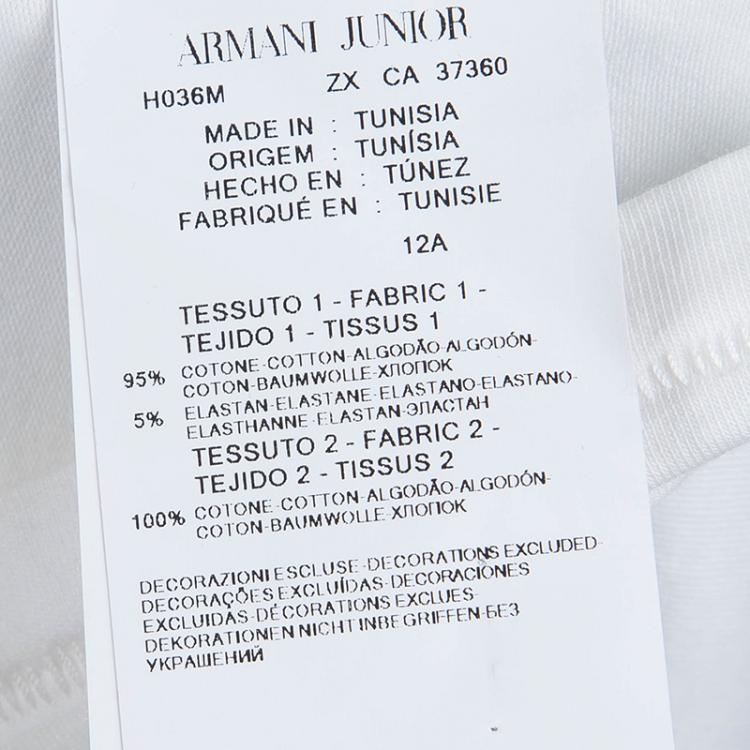 ARMANI JUNIOR
H036M ZX CA 37360
MADE IN : TUNISIA
ORIGEM : TUNÍSIA
HECHO EN : TÚNEZ
FABRIQUÉ EN : TUNISIE
12A
TESSUTO 1 - FABRIC 1 -
TEJIDO 1 - TISSUS 1
95% COTONE-COTTON-ALGODÃO-ALGODÓN-
COTON-BAUMWOLLE-ХЛОПОК
5% ELASTAN-ELASTANE-ELASTANO-ELASTANO-
ELASTHANNE-ELASTAN-ЭЛАСТАН
TESSUTO 2 - FABRIC 2 -
TEJIDO 2 - TISSUS 2
100% COTONE-COTTON-ALGODÃO-ALGODÓN-
COTON-BAUMWOLLE-ХЛОПОК
DECORAZIONI ESCLUSE-DECORATIONS EXCLUDED-
DECORAÇÕES EXCLUÍDAS-DECORACIONES
EXCLUIDAS-DÉCORATIONS EXCLUES-
DEKORATIONEN NICHT INBEGRIFFEN-БЕЗ
УКРАШЕНИЙ